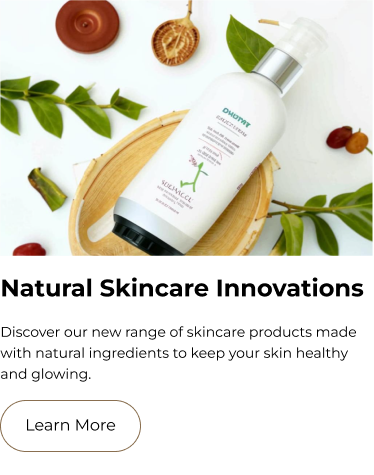 DHUTAT
Natural Skincare Innovations
Discover our new range of skincare products made
with natural ingredients to keep your skin healthy
and glowing.
Learn More